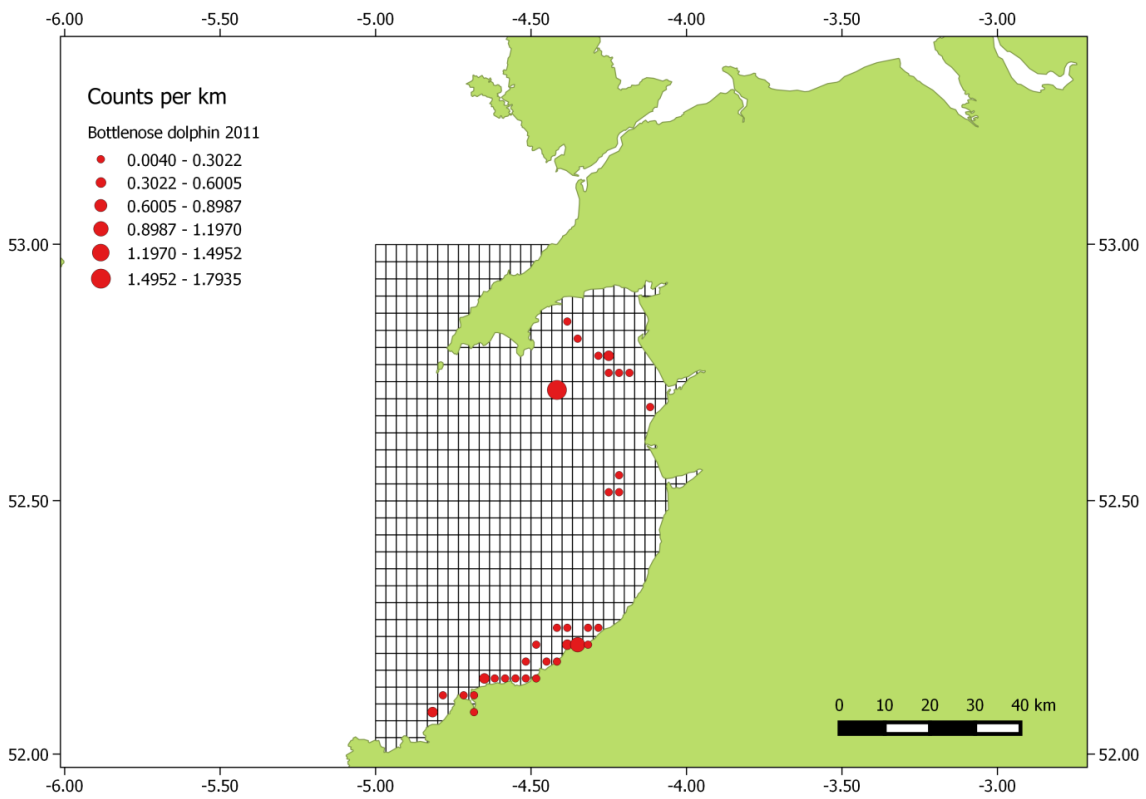 -6.00 -5.50 -5.00 -4.50 -4.00 -3.50 -3.00
Counts per km
Bottlenose dolphin 2011
0.0040 - 0.3022
0.3022 - 0.6005
0.6005 - 0.8987
0.8987 - 1.1970
1.1970 - 1.4952
1.4952 - 1.7935
53.00 53.00
52.50 52.50
0 10 20 30 40 km
52.00 52.00
-6.00 -5.50 -5.00 -4.50 -4.00 -3.50 -3.00